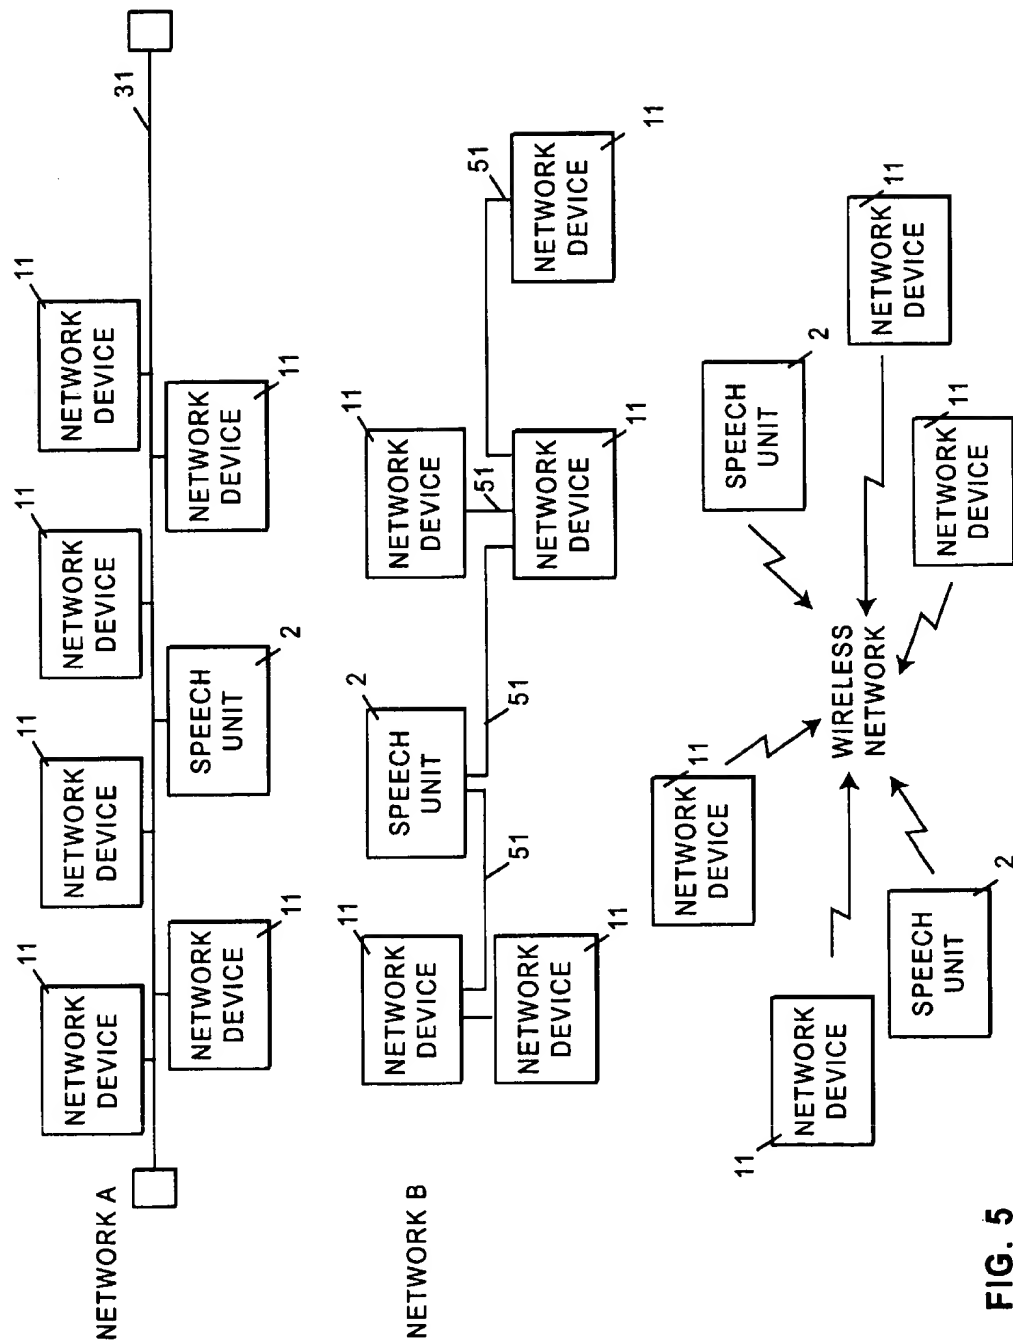 NETWORK A
11
NETWORK
DEVICE
11
NETWORK
DEVICE
11
NETWORK
DEVICE
11
NETWORK
DEVICE
31
11
NETWORK
DEVICE
2
SPEECH
UNIT
11
NETWORK
DEVICE
NETWORK B
11
NETWORK
DEVICE
2
SPEECH
UNIT
11
NETWORK
DEVICE
51
51
51
51
11
NETWORK
DEVICE
11
NETWORK
DEVICE
11
NETWORK
DEVICE
11
NETWORK
DEVICE
2
SPEECH
UNIT
11
NETWORK
DEVICE
WIRELESS
NETWORK
11
NETWORK
DEVICE
2
SPEECH
UNIT
11
NETWORK
DEVICE
FIG. 5